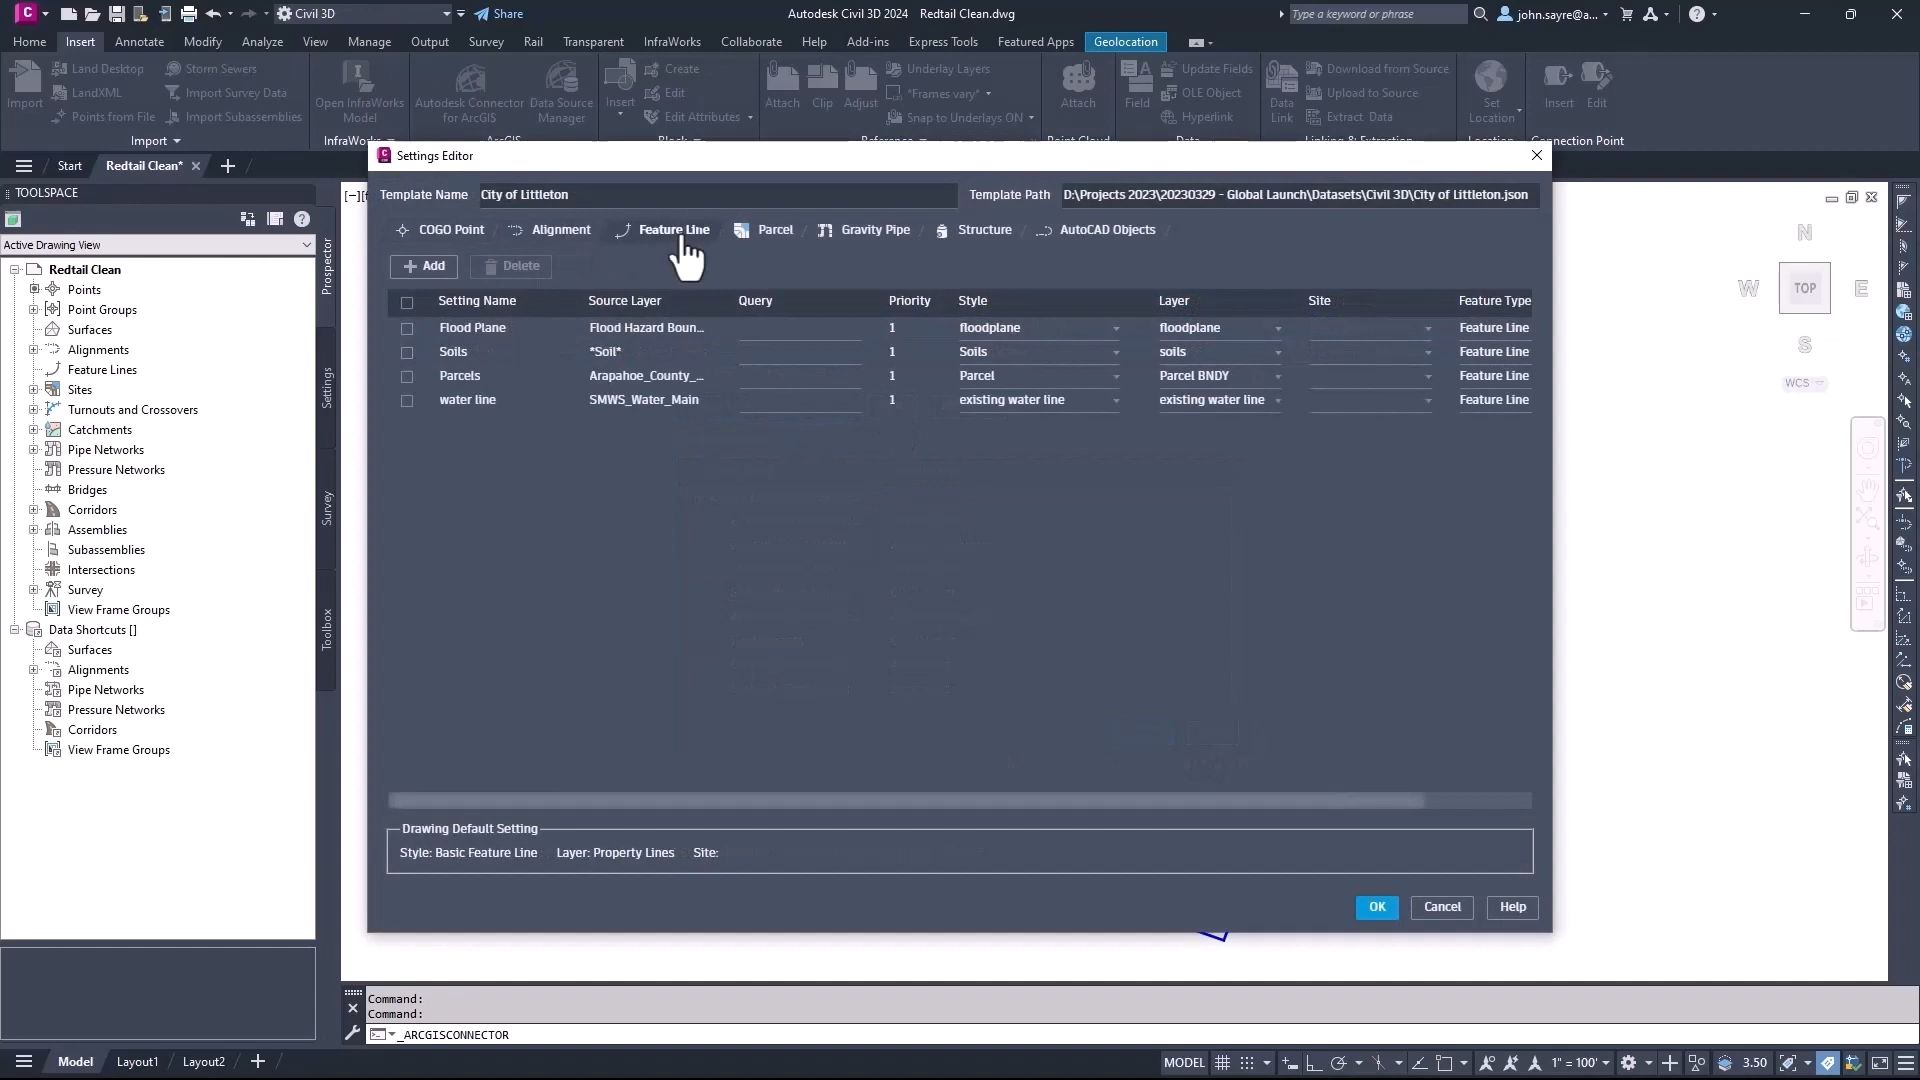 Civil 3D
Share
Autodesk Civil 3D 2024 Redtail Clean.dwg
Type a keyword or phrase
john.sayre@a...
Home Insert Annotate Modify Analyze View Manage Output Survey Rail Transparent InfraWorks Collaborate Help Add-ins Express Tools Featured Apps Geolocation
Import
Land Desktop
LandXML
Points from File
Storm Sewers
Import Survey Data
Import Subassemblies
Open InfraWorks
Model
Autodesk Connector
for ArcGIS
Data Source
Manager
Insert
Create
Edit
Edit Attributes
Attach
Clip
Adjust
Underlay Layers
*Frames vary*
Snap to Underlays ON
Attach
Field
Update Fields
OLE Object
Hyperlink
Data
Link
Download from Source
Upload to Source
Extract Data
Set
Location
Insert
Edit
Import
InfraWorks
Connection Point
Start
Redtail Clean*
TOOLSPACE
Active Drawing View
Redtail Clean
Points
Point Groups
Surfaces
Alignments
Feature Lines
Sites
Turnouts and Crossovers
Catchments
Pipe Networks
Pressure Networks
Bridges
Corridors
Assemblies
Subassemblies
Intersections
Survey
View Frame Groups
Data Shortcuts []
Surfaces
Alignments
Pipe Networks
Pressure Networks
Corridors
View Frame Groups
Prospector
Settings
Survey
Toolbox
Settings Editor
Template Name City of Littleton
Template Path D:\Projects 2023\20230329 - Global Launch\Datasets\Civil 3D\City of Littleton.json
COGO Point / Alignment Feature Line Parcel / Gravity Pipe / Structure / AutoCAD Objects /
+ Add
Delete
Setting Name Source Layer Query Priority Style Layer Site Feature Type
Flood Plane Flood Hazard Boun... 1 floodplane floodplane Feature Line
Soils *Soil* 1 Soils soils Feature Line
Parcels Arapahoe_County_... 1 Parcel Parcel BNDY Feature Line
water line SMWS_Water_Main 1 existing water line existing water line Feature Line
Drawing Default Setting
Style: Basic Feature Line Layer: Property Lines Site:
OK Cancel Help
N
W TOP E
S
WCS
Command:
Command:
_ARCGISCONNECTOR
Model Layout1 Layout2 +
MODEL
1" = 100'
3.50